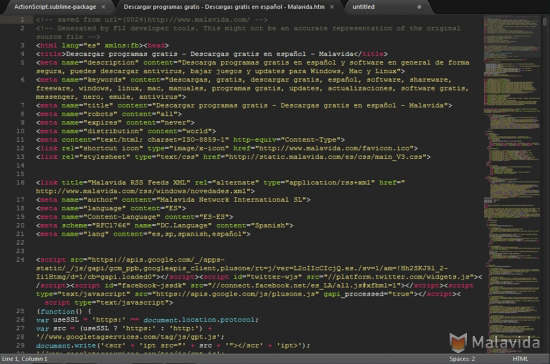 ActionScript.sublime-package
Descargar programas gratis - Descargas gratis en español - Malavida.htm
untitled
1 <!-- saved from url=(0024)http://www.malavida.com/ -->
2 <!-- Generated by F12 developer tools. This might not be an accurate representation of the original
source file -->
3 <html lang="es" xmlns:fb><head>
4 <title>Descargar programas gratis - Descargas gratis en español - Malavida</title>
5 <meta name="description" content="Descarga programas gratis en español y software en general de forma
segura, puedes descargar antivirus, bajar juegos y updates para Windows, Mac y Linux">
6 <meta name="keywords" content="descargas, gratis, descargar gratis, español, software, shareware,
freeware, windows, linux, mac, manuales, programas gratis, updates, actualizaciones, software gratis,
messenger, nero, emule, antivirus">
7 <meta name="title" content="Descargar programas gratis - Descargas gratis en español - Malavida">
8 <meta name="robots" content="all">
9 <meta name="expires" content="never">
10 <meta name="distribution" content="world">
11 <meta content="text/html; charset=ISO-8859-1" http-equiv="Content-Type">
12 <link rel="shortcut icon" type="image/x-icon" href="http://www.malavida.com/favicon.ico">
13 <link rel="stylesheet" type="text/css" href="http://static.malavida.com/es/css/main_V3.css">
14
15
16 <link title="Malavida RSS Feeds XML" rel="alternate" type="application/rss+xml" href="
http://www.malavida.com/rss/windows/novedades.xml">
17 <meta name="author" content="Malavida Network International SL">
18 <meta name="language" content="ES">
19 <meta name="Content-Language" content="ES-ES">
20 <meta scheme="RFC1766" name="DC.Language" content="Spanish">
21 <meta name="lang" content="es,sp,spanish,español">
22
23
24 <script src="https://apis.google.com/_/apps-
static/_/js/gapi/gcm_ppb,googleapis_client,plusone/rt=j/
async="></script><script id="twitter-wjs" src="//platform.twitter.com/widgets.js"></
script><script id="facebook-jssdk" src="//connect.facebook.net/es_LA/all.js#xfbml=1"></script><script
type="text/javascript" src="https://apis.google.com/js/plusone.js" gapi_processed="true"></script><
script type="text/javascript">
25 (function() {
26 var useSSL = 'https:' == document.location.protocol;
27 var src = (useSSL ? 'https:' : 'http:') +
28 '//www.googletagservices.com/tag/js/gpt.js';
29 document.write('<scr' + 'ipt src="' + src + '"></scr' + 'ipt>');
Malavida
Line 1, Column 1
Spaces: 2
HTML